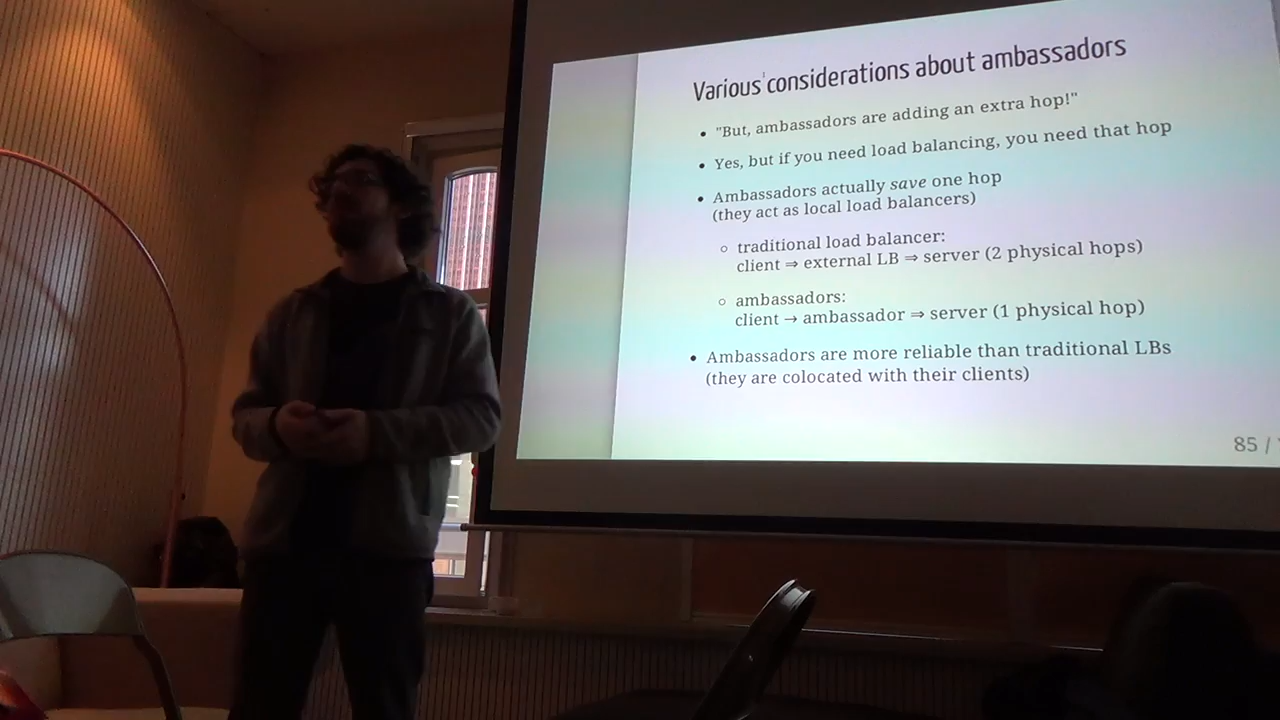 Various considerations about ambassadors
• "But, ambassadors are adding an extra hop!"
• Yes, but if you need load balancing, you need that hop
• Ambassadors actually save one hop
(they act as local load balancers)
○ traditional load balancer:
client ⇒ external LB ⇒ server (2 physical hops)
○ ambassadors:
client → ambassador ⇒ server (1 physical hop)
• Ambassadors are more reliable than traditional LBs
(they are colocated with their clients)
85 /